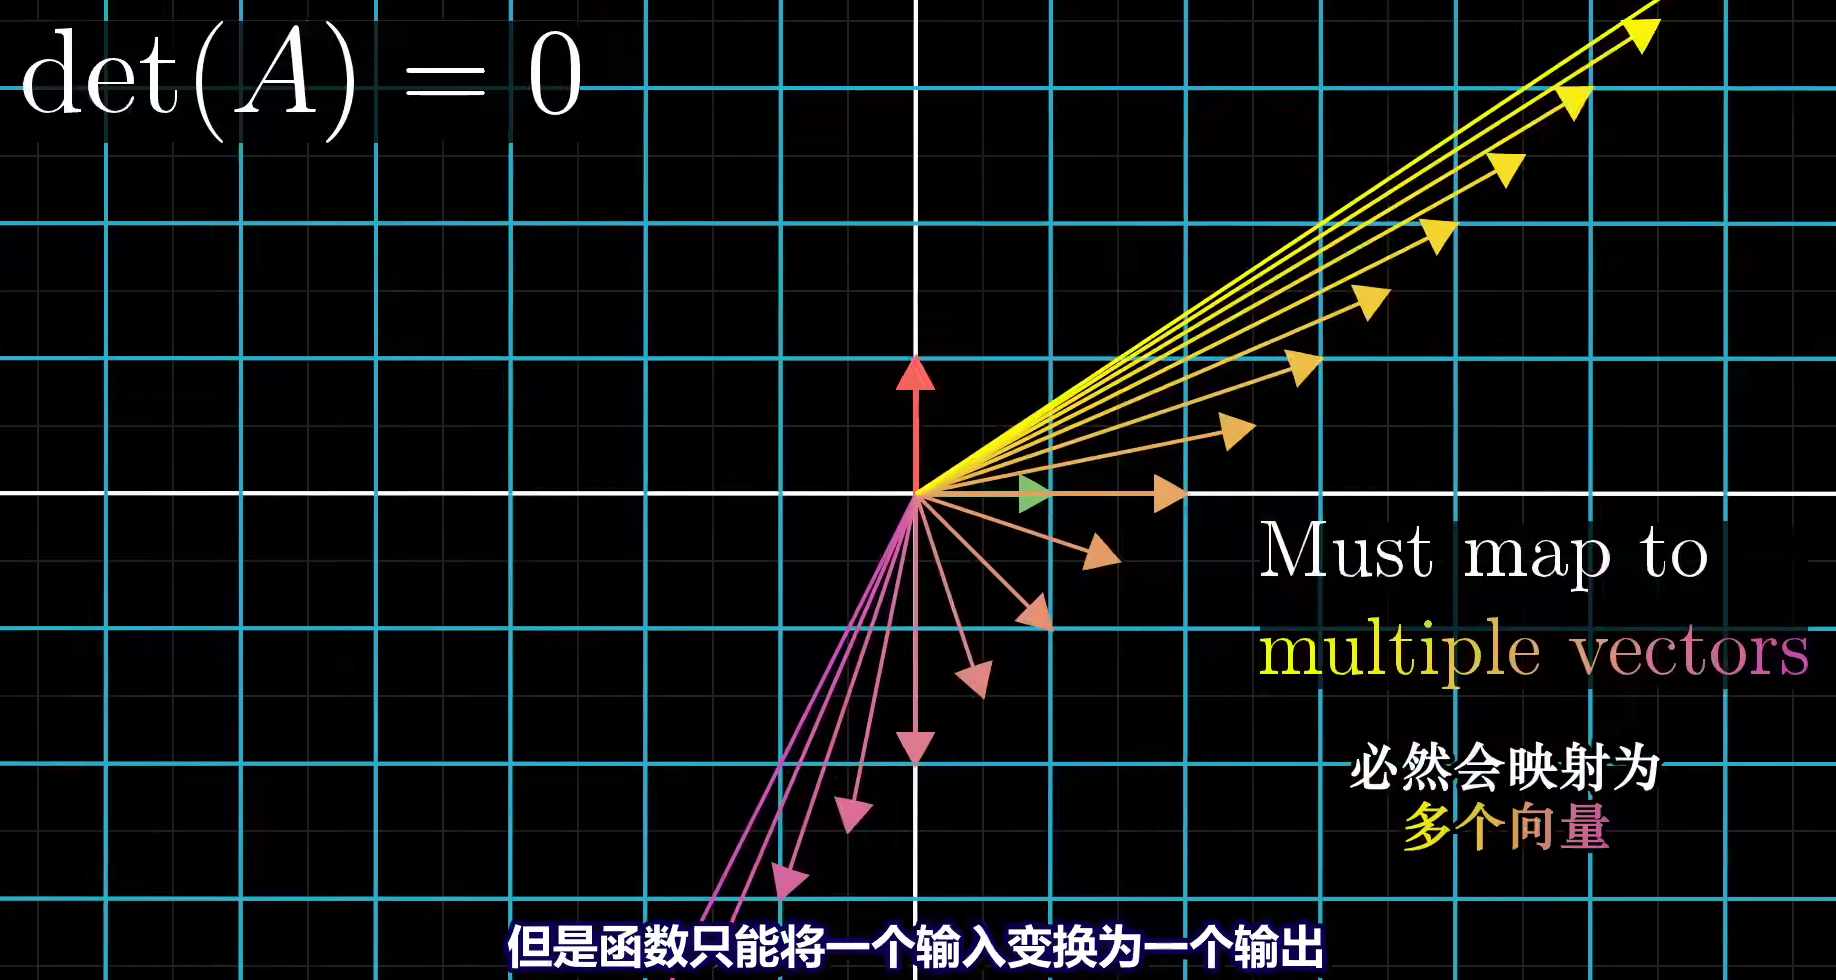 det(A) = 0
Must map to
multiple vectors
必然会映射为
多个向量
但是函数只能将一个输入变换为一个输出